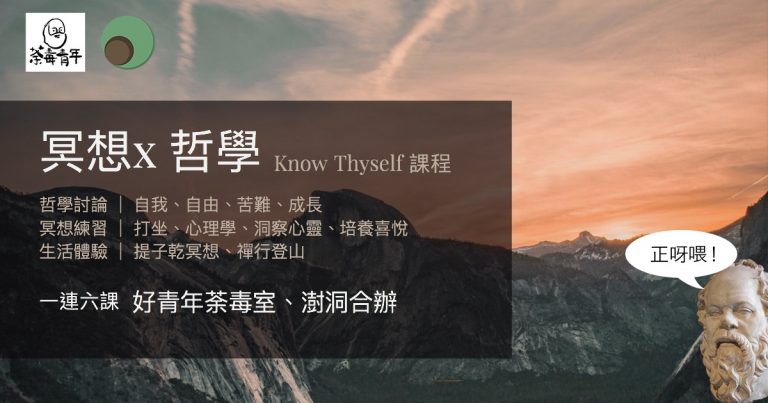 荼毒青年
冥想x 哲學 Know Thyself 課程
哲學討論 | 自我、自由、苦難、成長
冥想練習 | 打坐、心理學、洞察心靈、培養喜悅
生活體驗 | 提子乾冥想、禪行登山
一連六課 好青年荼毒室、澍洞合辦
正呀喂！